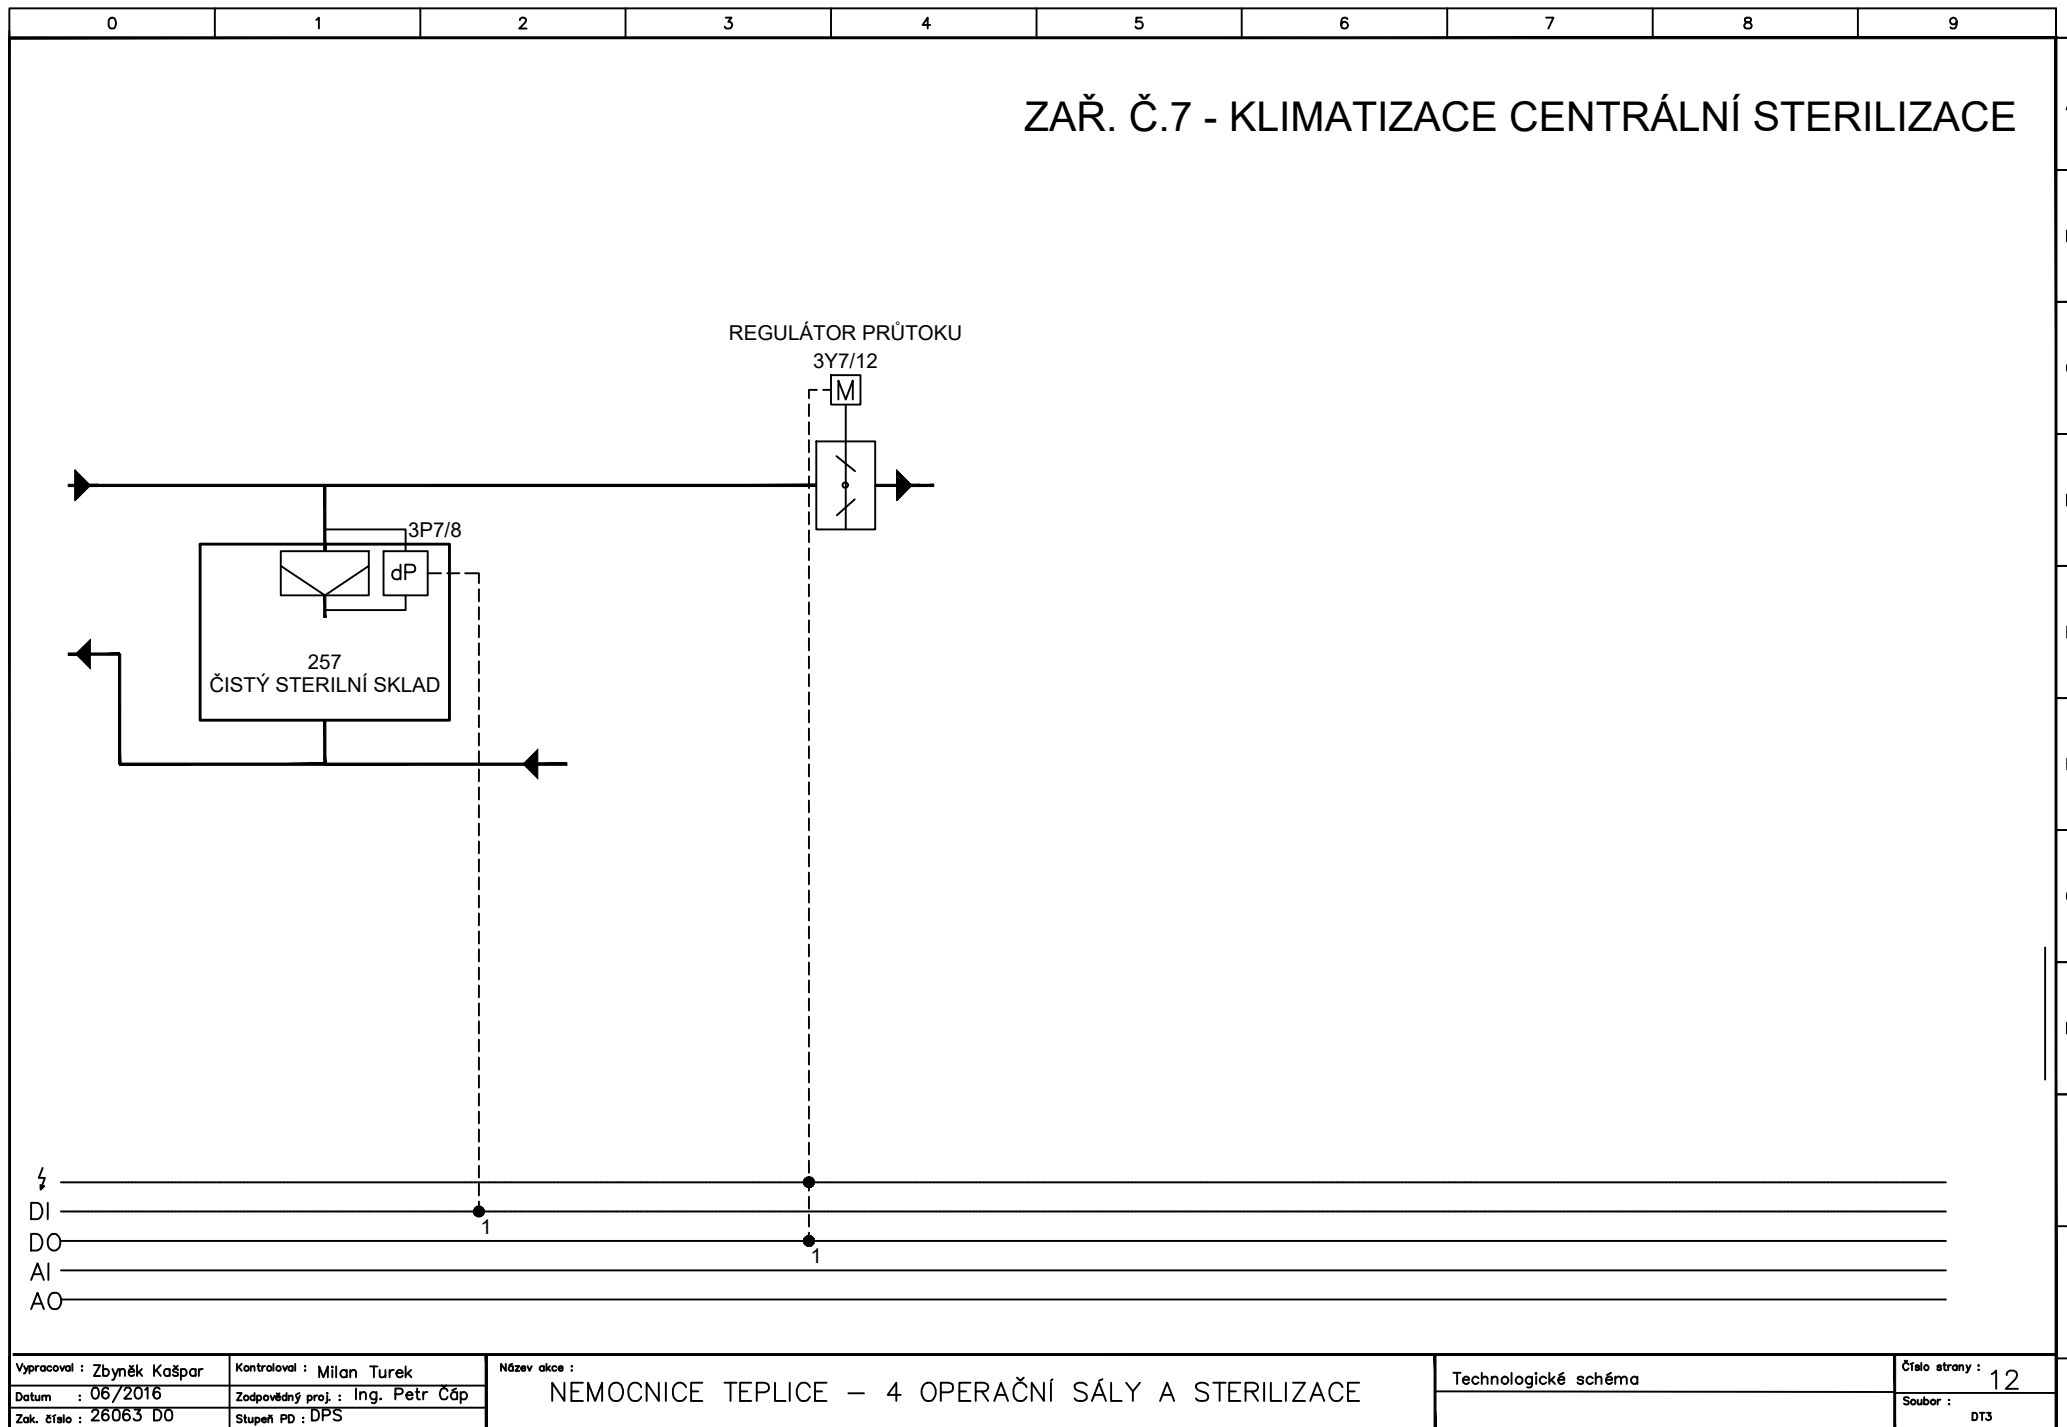 0 1 2 3 4 5 6 7 8 9
ZAŘ. Č.7 - KLIMATIZACE CENTRÁLNÍ STERILIZACE
REGULÁTOR PRŮTOKU
3Y7/12
M
3P7/8
dP
257
ČISTÝ STERILNÍ SKLAD
DI
1
DO
1
AI
AO
Vypracoval : Zbyněk Kašpar
Kontroloval : Milan Turek
Datum : 06/2016
Zodpovědný proj. : Ing. Petr Čáp
Zak. číslo : 26063 DO
Stupeň PD : DPS
Název akce :
NEMOCNICE TEPLICE – 4 OPERAČNÍ SÁLY A STERILIZACE
Technologické schéma
Číslo strany : 12
Soubor :
DT3